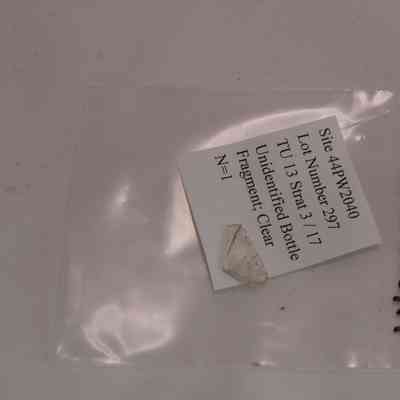 Site 44PW2040
Lot Number 297
TU 13 Strat 3 / 17
Unidentified Bottle
Fragment; Clear
N=1